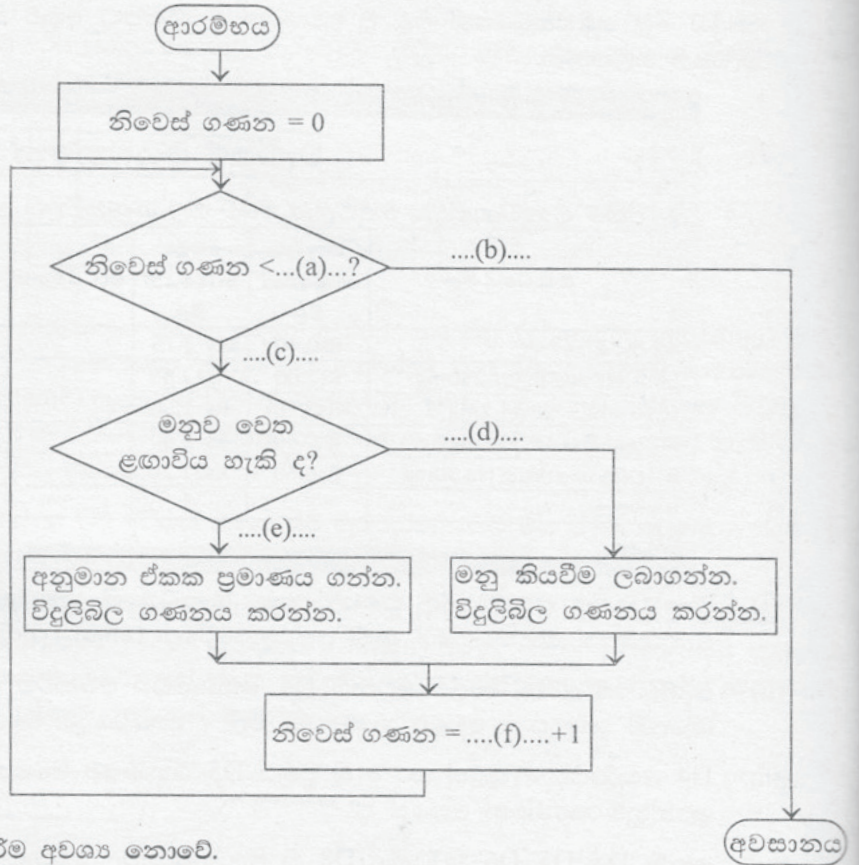 ආරම්භය
නිවෙස් ගණන = 0
නිවෙස් ගණන <...(a)...?
....(b)....
....(c)....
මනුව වෙත
ළඟාවිය හැකි ද?
....(d)....
....(e)....
අනුමාන ඒකක ප්‍රමාණය ගන්න.
විදුලිබිල ගණනය කරන්න.
මනු කියවීම ලබාගන්න.
විදුලිබිල ගණනය කරන්න.
නිවෙස් ගණන = ....(f)....+1
අවශ්‍ය නොවේ.
අවසානය